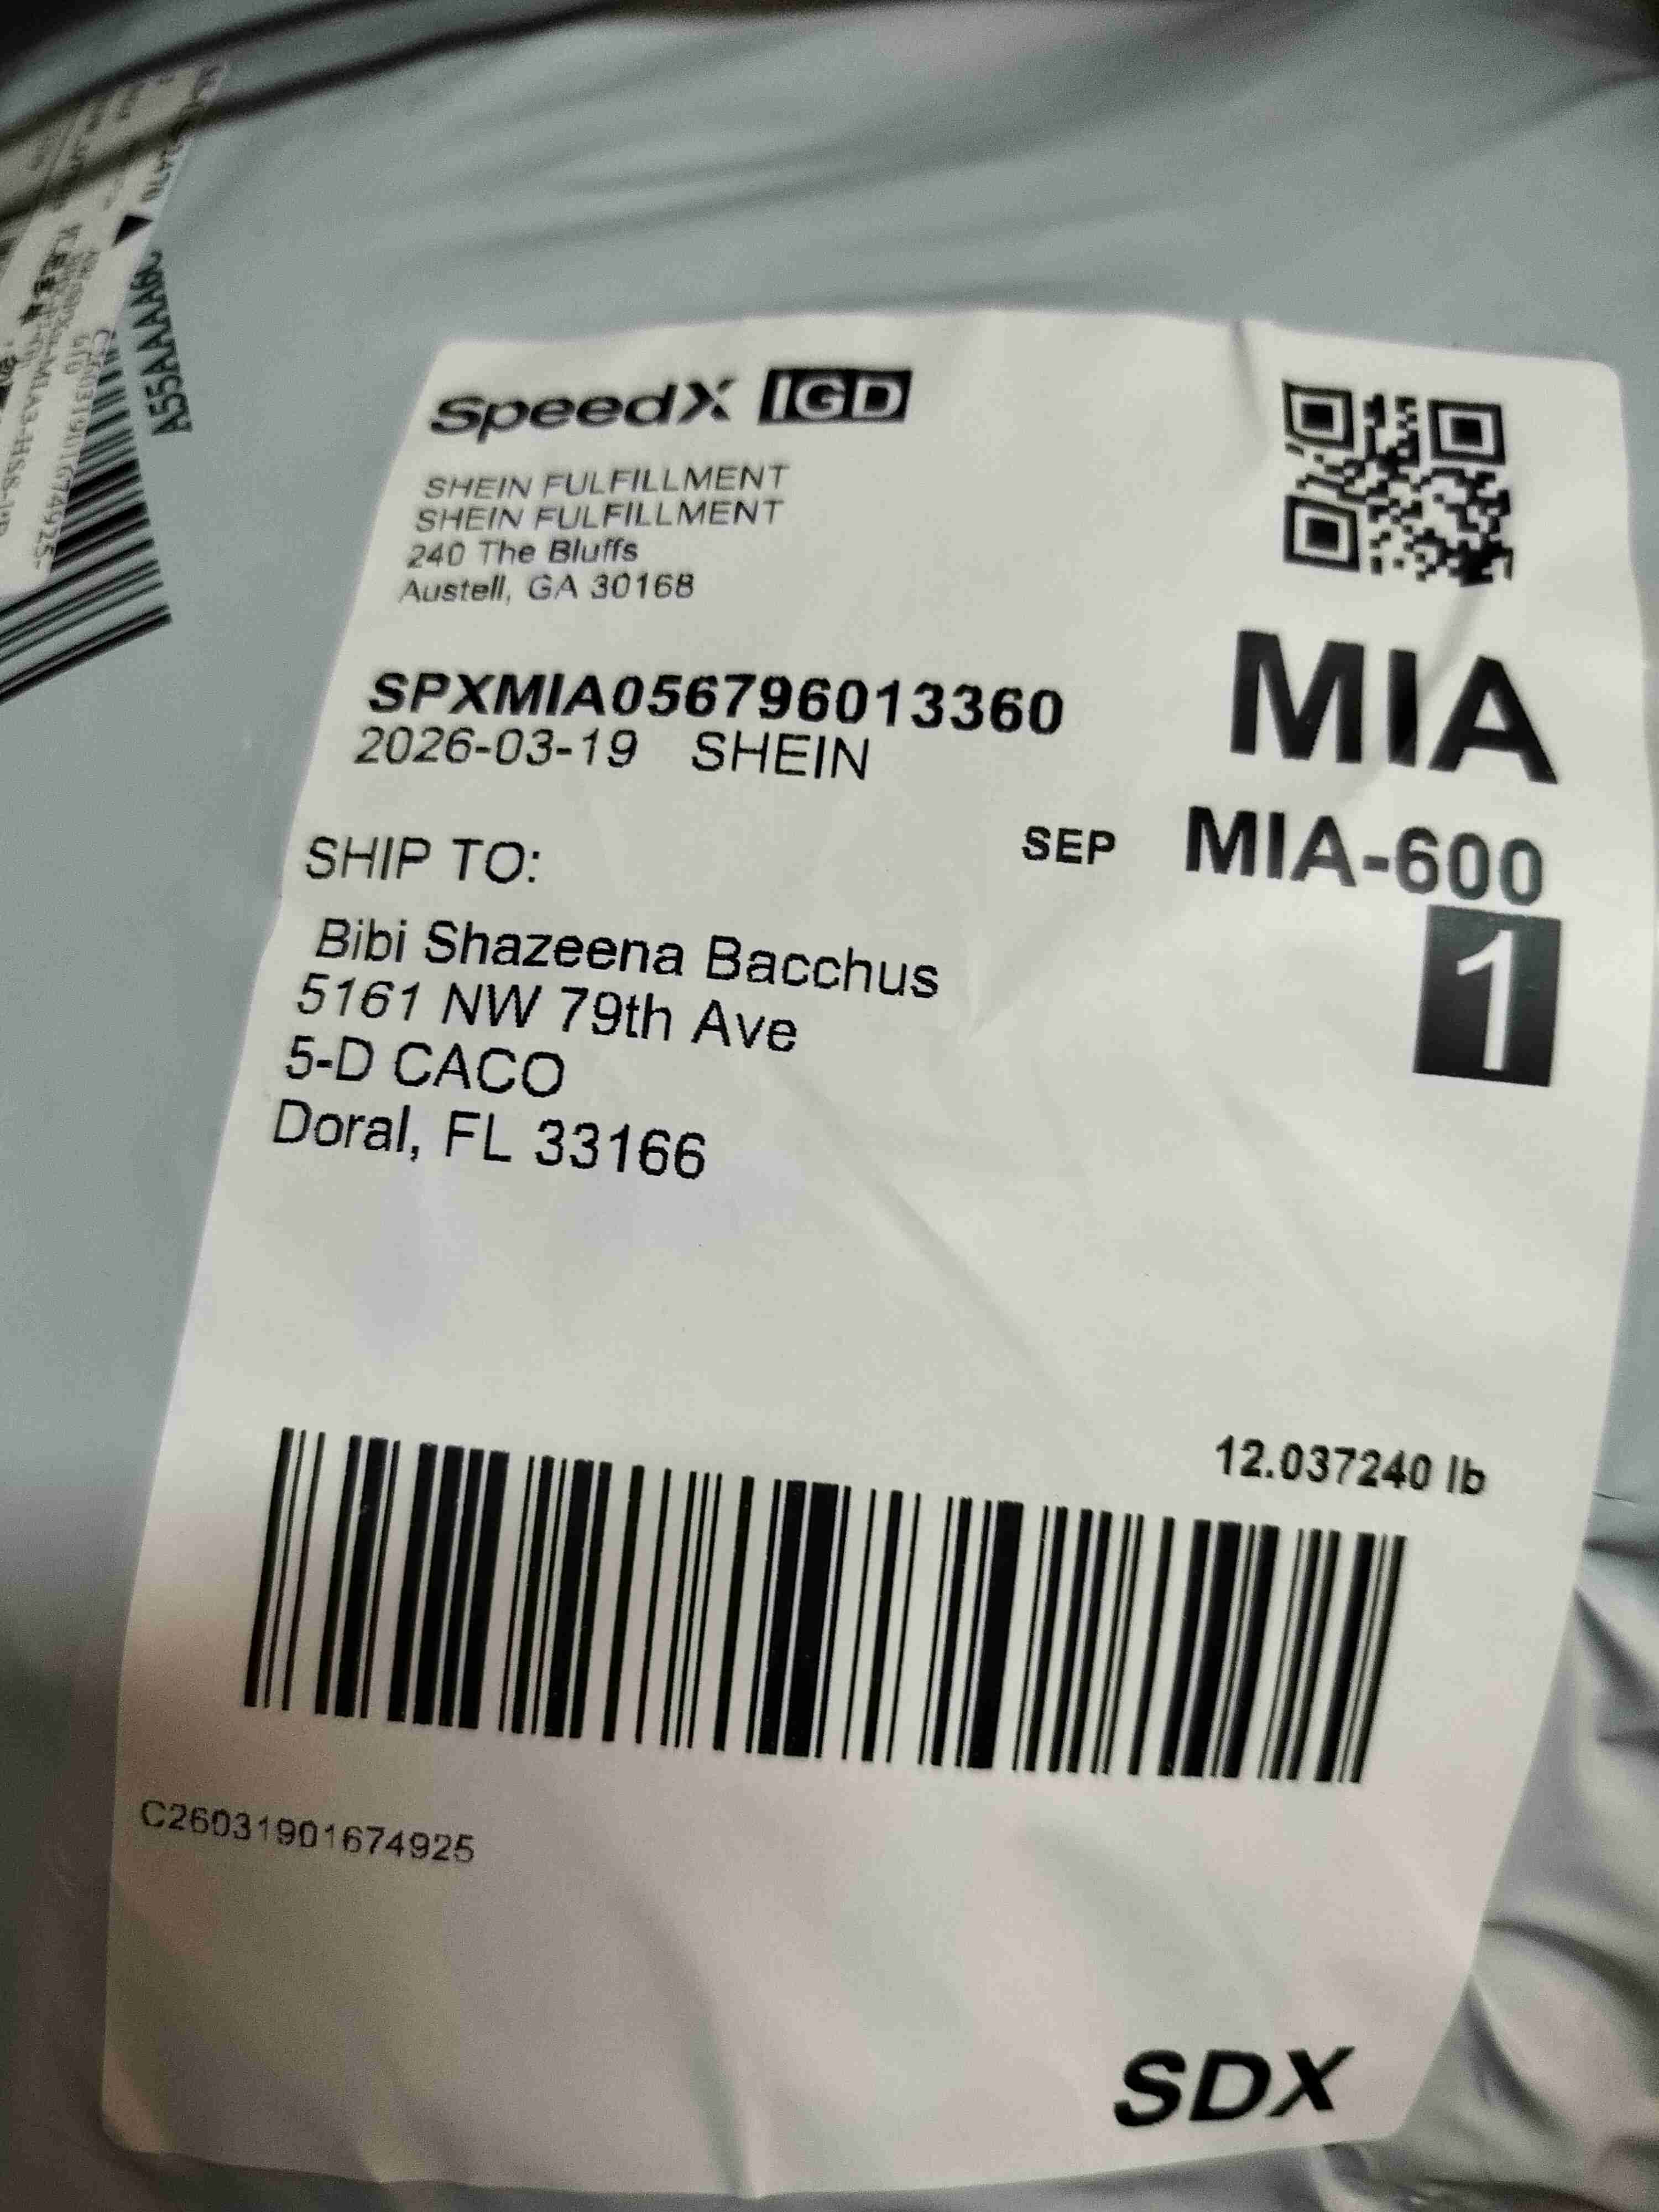 SpeedX IGD
SHEIN FULFILLMENT
SHEIN FULFILLMENT
240 The Bluffs
Austell, GA 30168
SPXMIA056796013360
2026-03-19 SHEIN
MIA
SEP MIA-600
1
SHIP TO:
Bibi Shazeena Bacchus
5161 NW 79th Ave
5-D CACO
Doral, FL 33166
12.037240 lb
C26031901674925
SDX